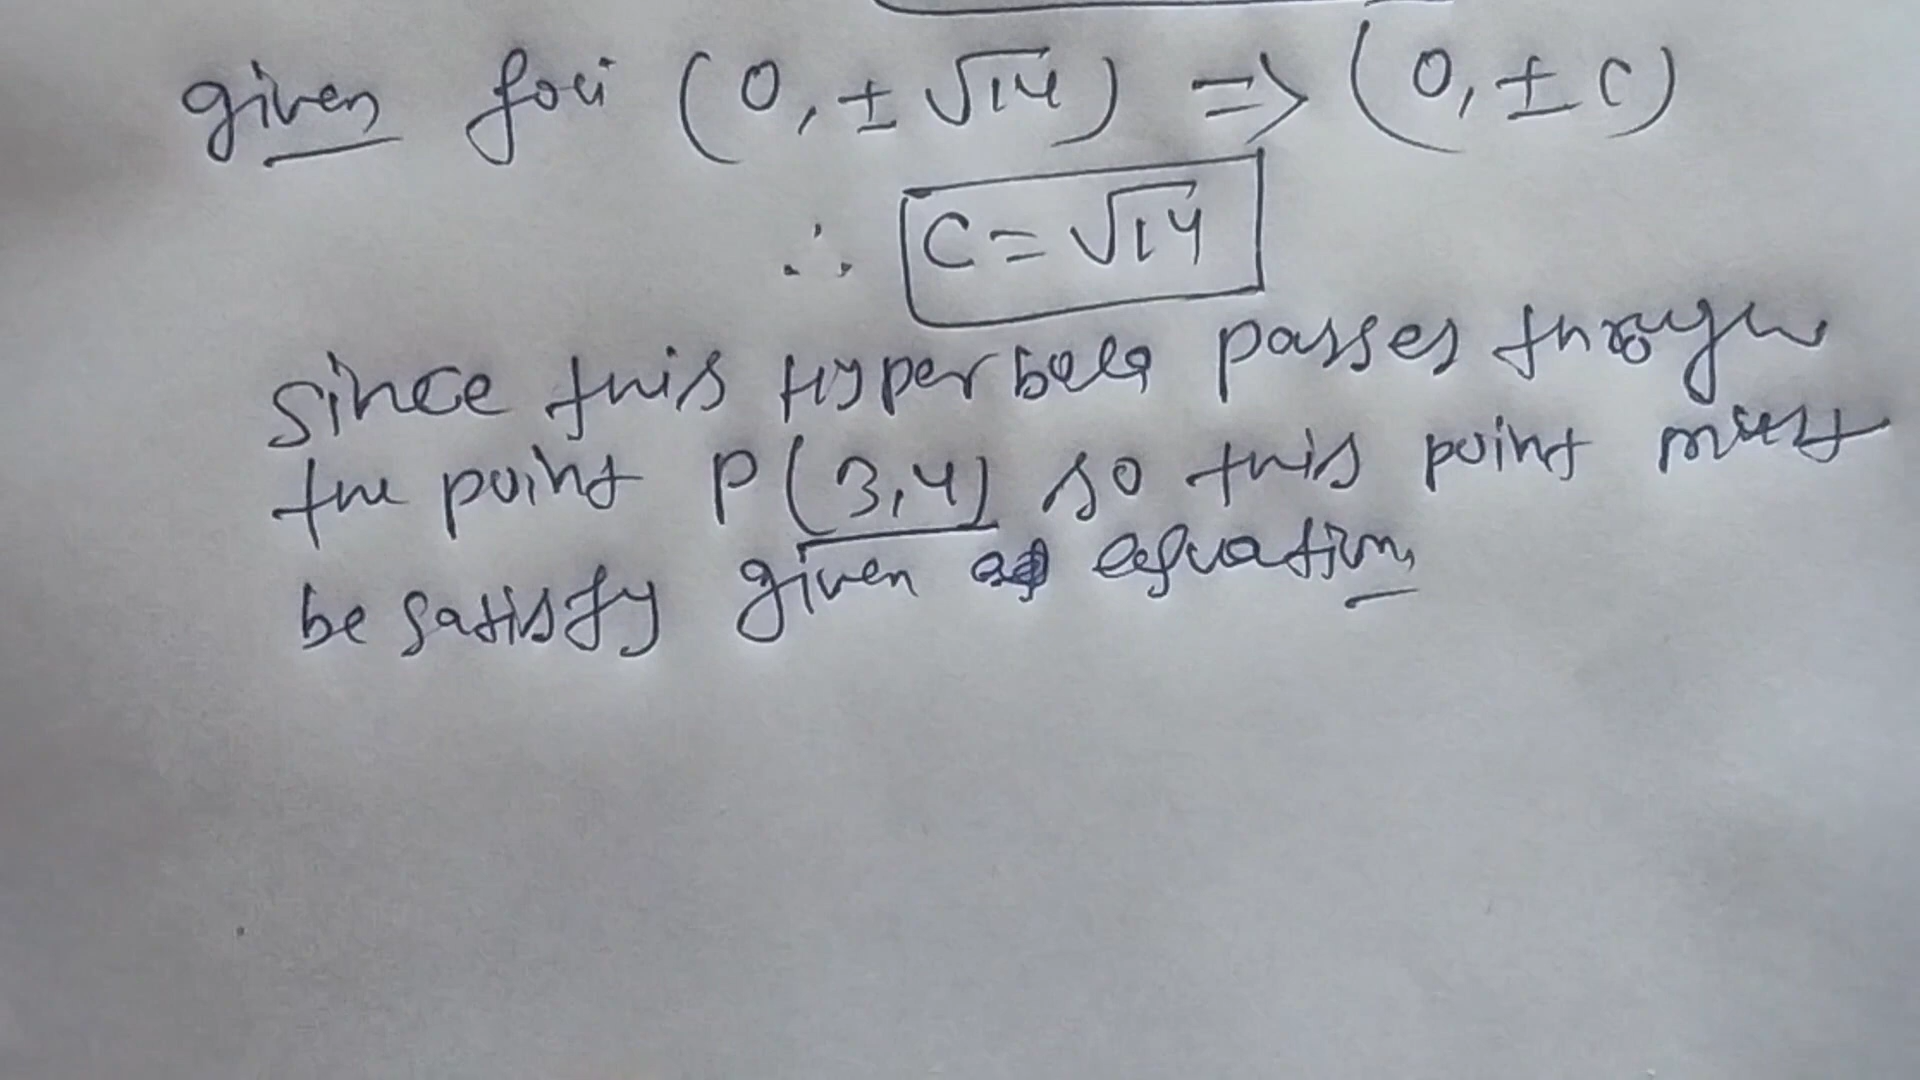 given foci (0, ± √14) => (0, ± c)
∴ C = √14
Since this Hyperbola passes through
the point P(3,4) so this point must
be satisfy given equation